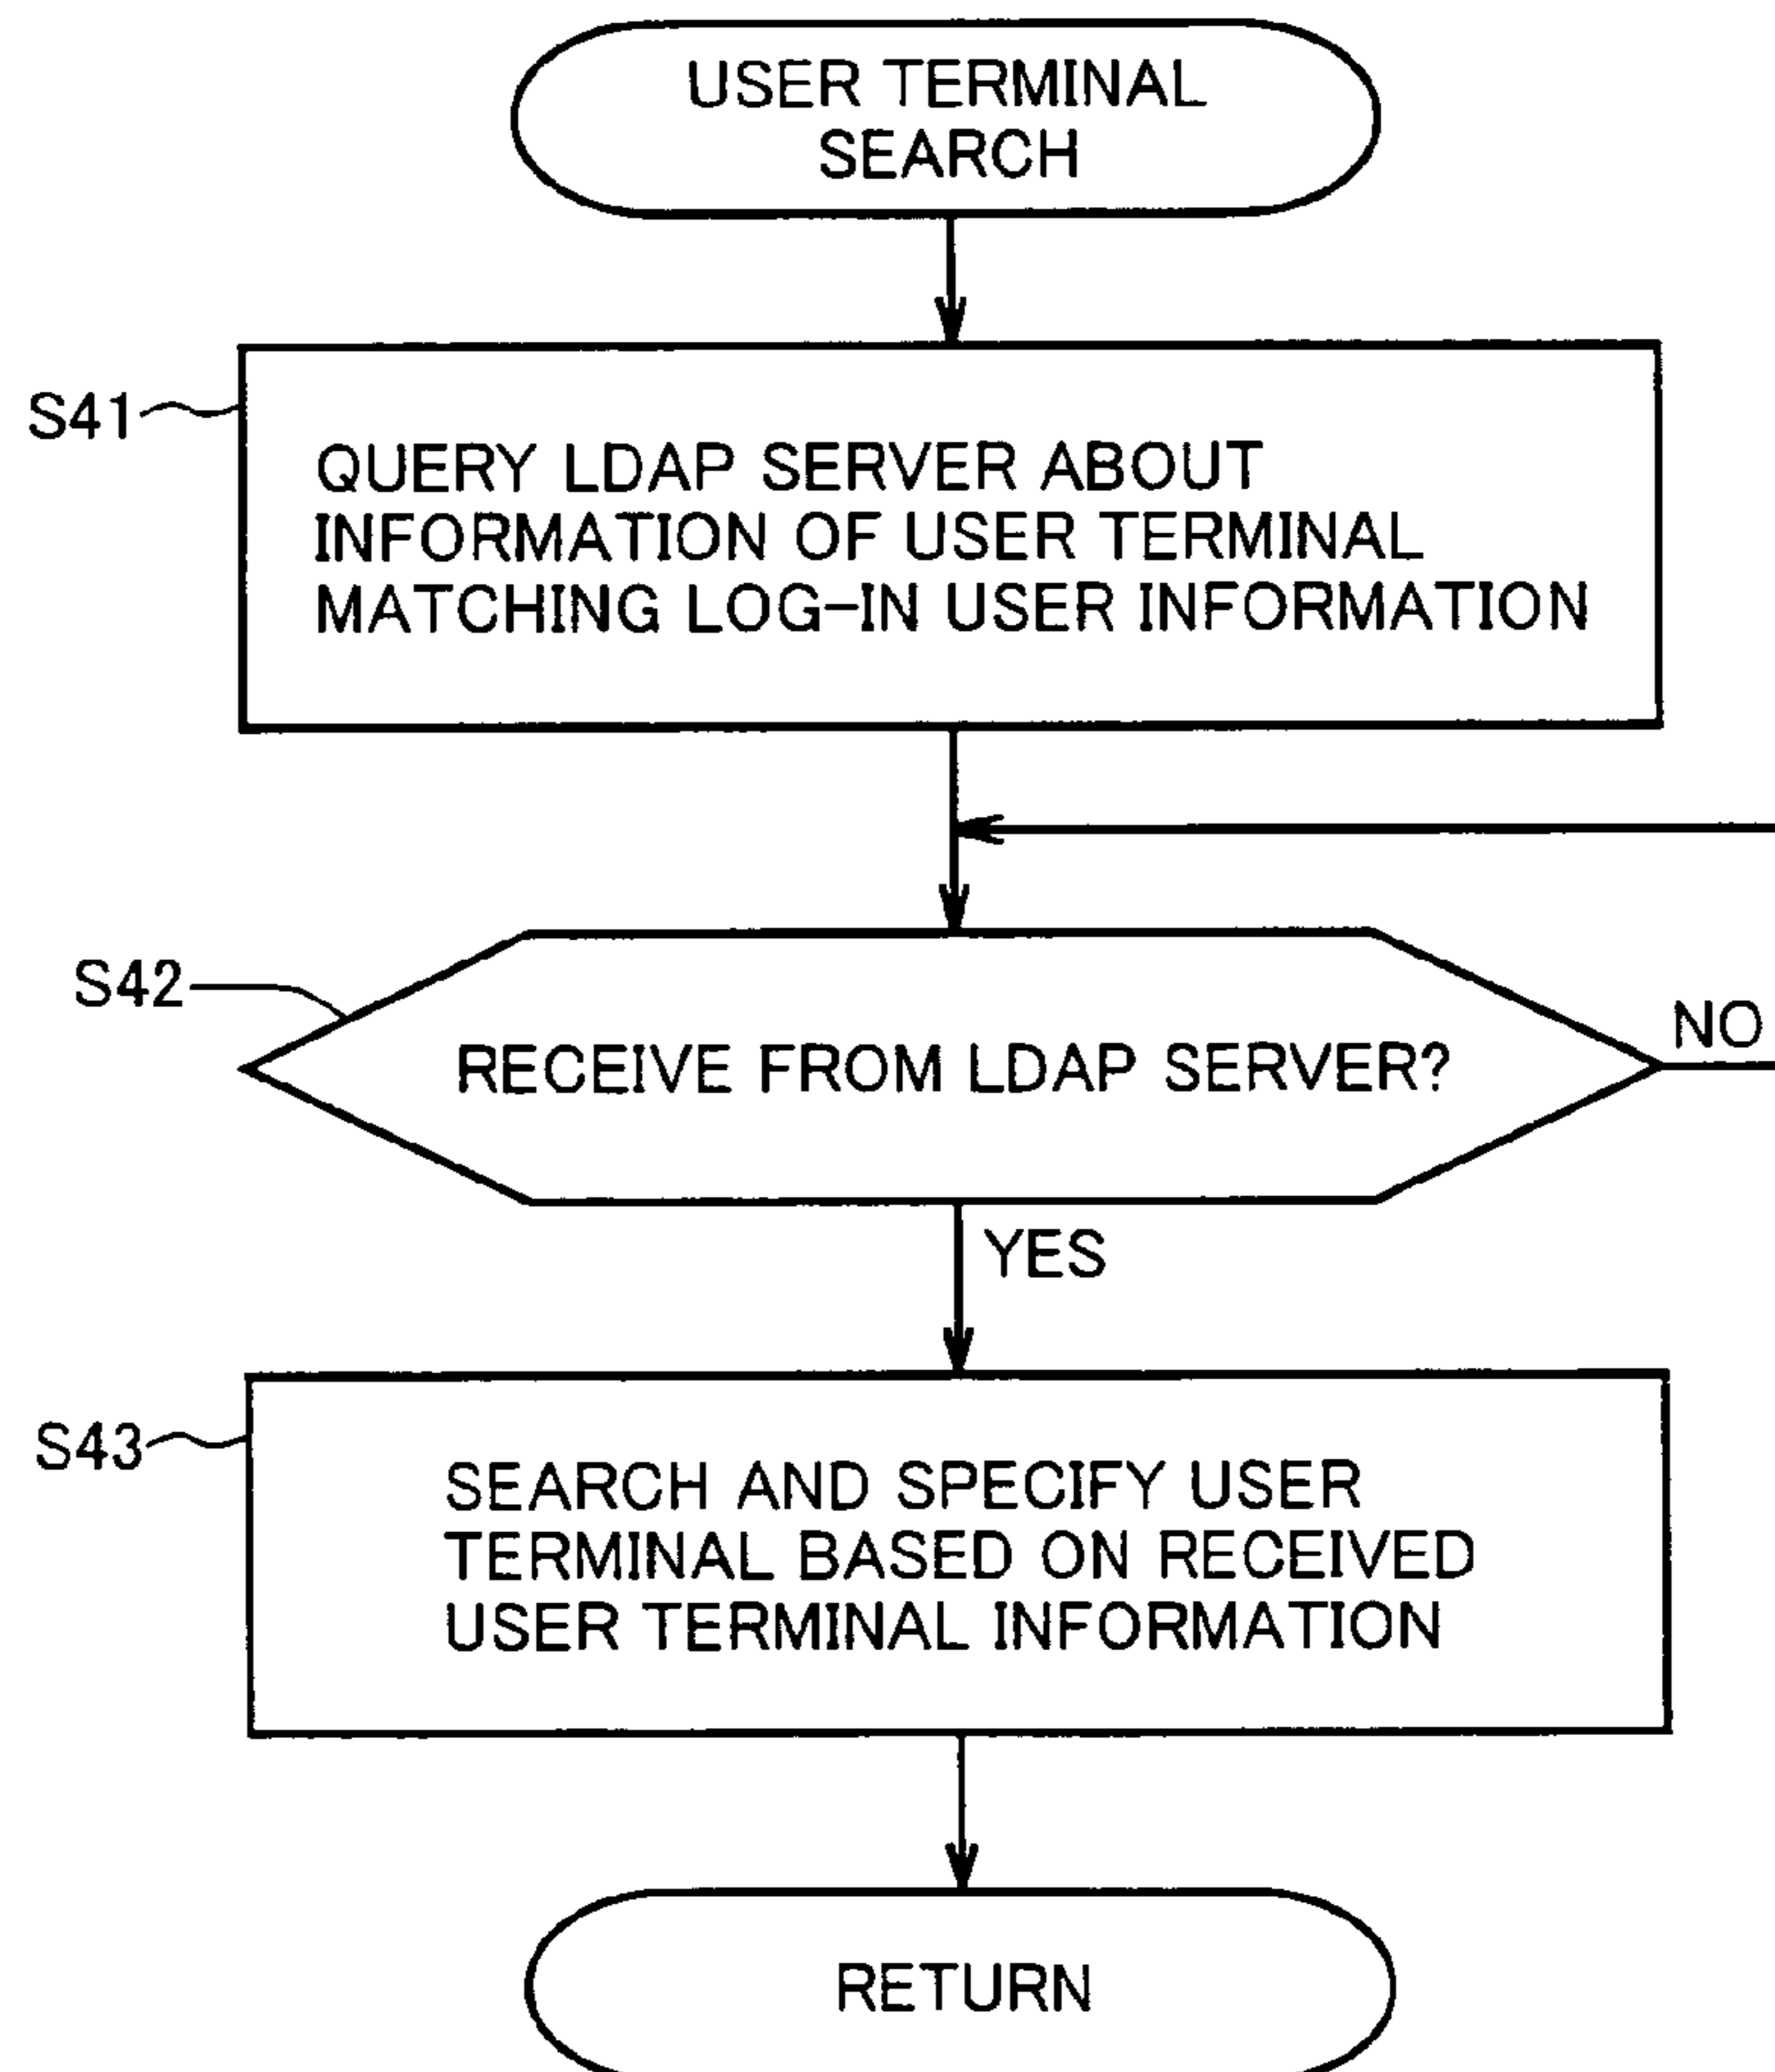 USER TERMINAL
SEARCH
S41
QUERY LDAP SERVER ABOUT
INFORMATION OF USER TERMINAL
MATCHING LOG-IN USER INFORMATION
S42
RECEIVE FROM LDAP SERVER?
NO
YES
S43
SEARCH AND SPECIFY USER
TERMINAL BASED ON RECEIVED
USER TERMINAL INFORMATION
RETURN